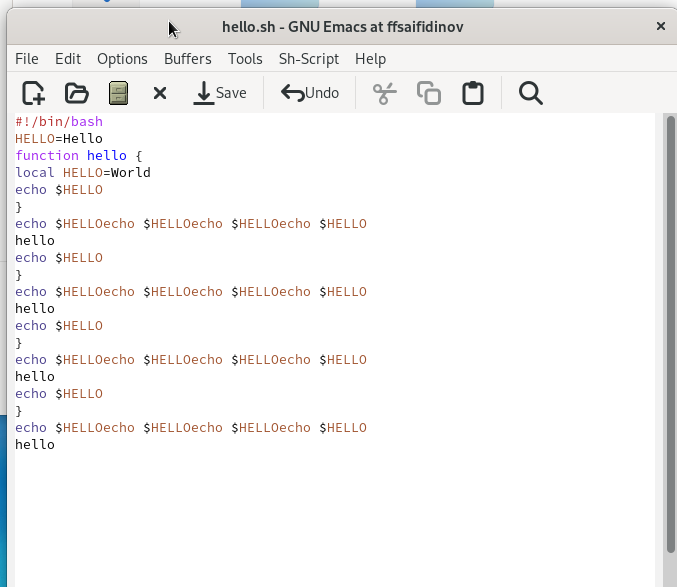 hello.sh - GNU Emacs at ffsaifidinov
File Edit Options Buffers Tools Sh-Script Help
Save Undo
#!/bin/bash
HELLO=Hello
function hello {
local HELLO=World
echo $HELLO
}
echo $HELLOecho $HELLOecho $HELLOecho $HELLO
hello
echo $HELLO
}
echo $HELLOecho $HELLOecho $HELLOecho $HELLO
hello
echo $HELLO
}
echo $HELLOecho $HELLOecho $HELLOecho $HELLO
hello
echo $HELLO
}
echo $HELLOecho $HELLOecho $HELLOecho $HELLO
hello